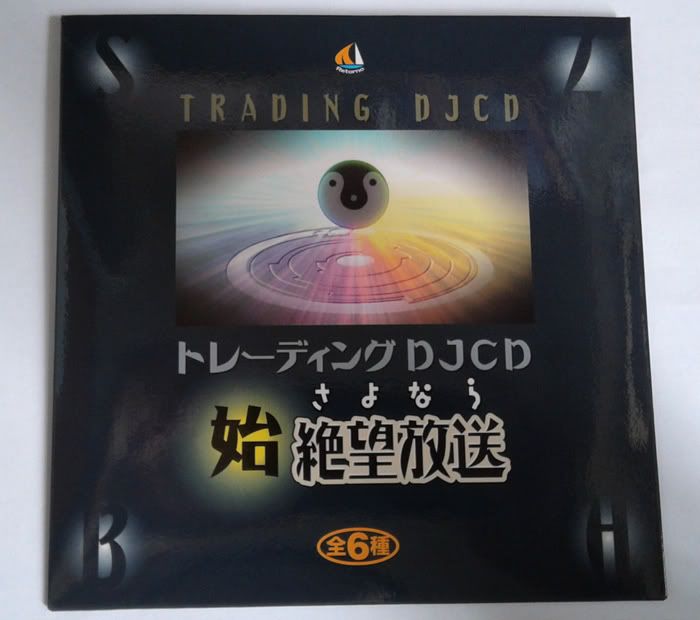 S Z
Retorno
TRADING DJCD
トレーディングDJCD
さよなら
始 絶望放送
全6種
B H